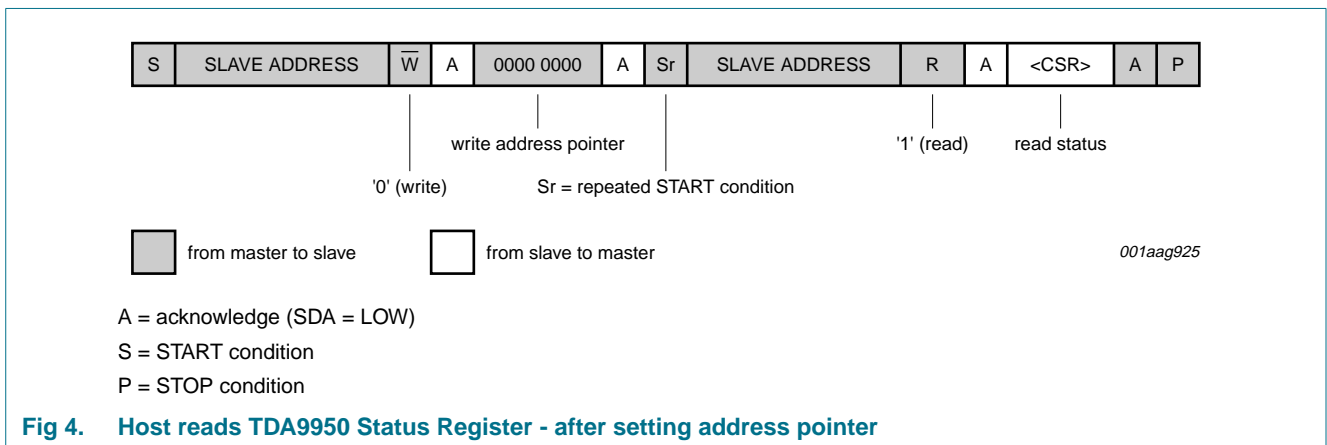 S SLAVE ADDRESS W̅ A 0000 0000 A Sr SLAVE ADDRESS R A <CSR> A P
write address pointer '1' (read) read status
'0' (write) Sr = repeated START condition
from master to slave from slave to master 001aag925
A = acknowledge (SDA = LOW)
S = START condition
P = STOP condition
Fig 4. Host reads TDA9950 Status Register - after setting address pointer